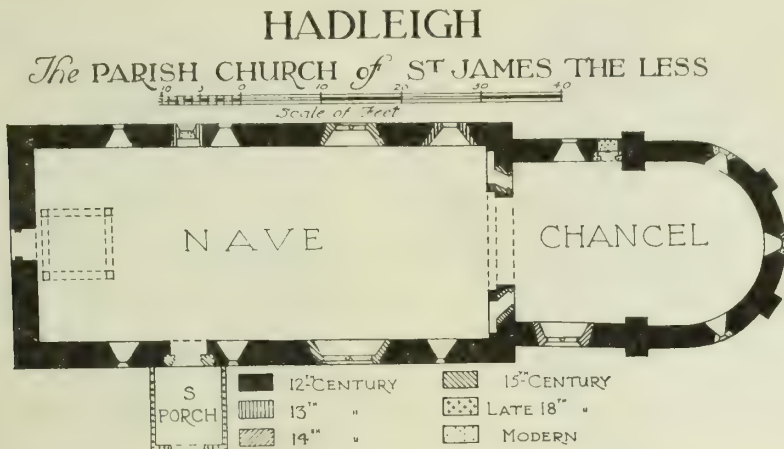 HADLEIGH
The PARISH CHURCH of ST JAMES THE LESS
10 5 0 10 20 30 40
Scale of Feet
NAVE
CHANCEL
S
PORCH
12TH CENTURY
13TH "
14TH "
15TH CENTURY
LATE 18TH "
MODERN